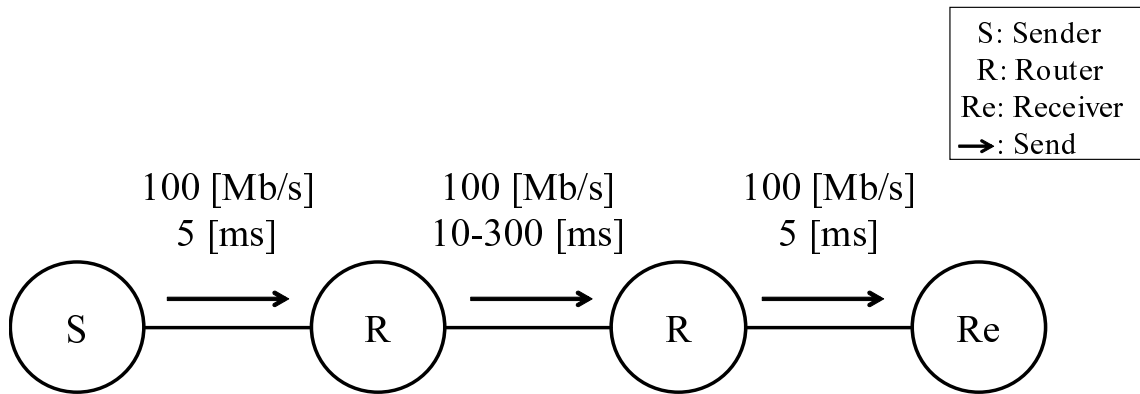 S: Sender
R: Router
Re: Receiver
→: Send
100 [Mb/s]
5 [ms]
100 [Mb/s]
10-300 [ms]
100 [Mb/s]
5 [ms]
S
R
R
Re